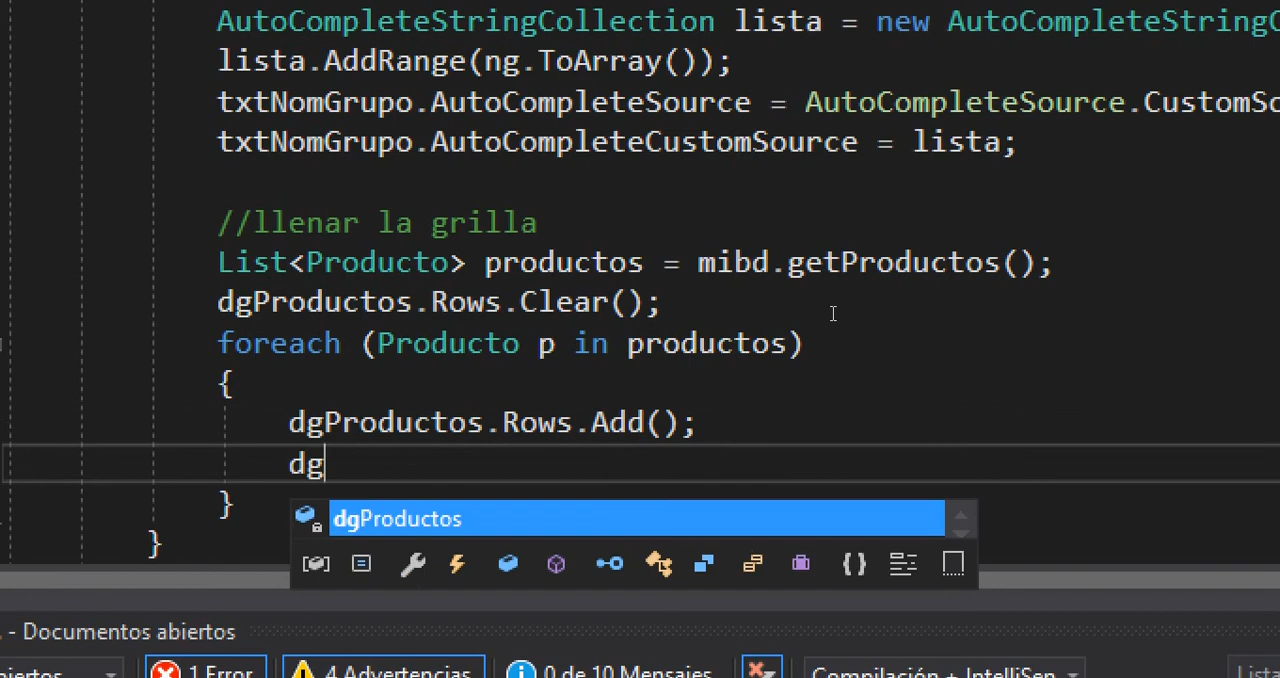 AutoCompleteStringCollection lista = new AutoCompleteStringC
lista.AddRange(ng.ToArray());
txtNomGrupo.AutoCompleteSource = AutoCompleteSource.CustomSo
txtNomGrupo.AutoCompleteCustomSource = lista;
//llenar la grilla
List<Producto> productos = mibd.getProductos();
dgProductos.Rows.Clear();
foreach (Producto p in productos)
{
dgProductos.Rows.Add();
dg
}
dgProductos
}
- Documentos abiertos
abiertos
1 Error
4 Advertencias
0 de 10 Mensajes
Compilación + IntelliSen
Lista